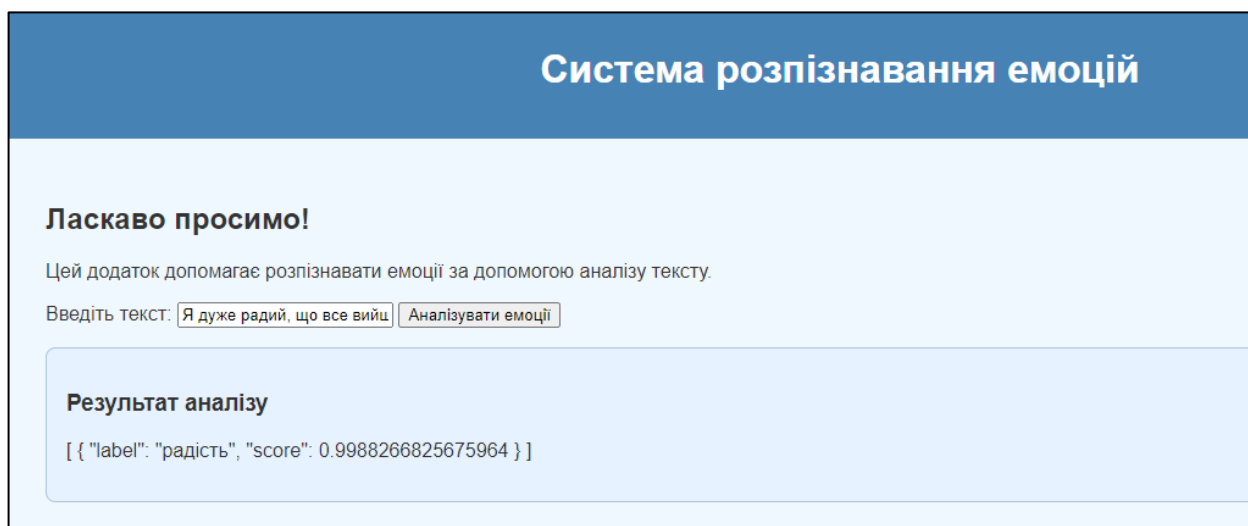 Система розпізнавання емоцій
Ласкаво просимо!
Цей додаток допомагає розпізнавати емоції за допомогою аналізу тексту.
Введіть текст: Я дуже радий, що все вийш Аналізувати емоції
Результат аналізу
[ { "label": "радість", "score": 0.9988266825675964 } ]